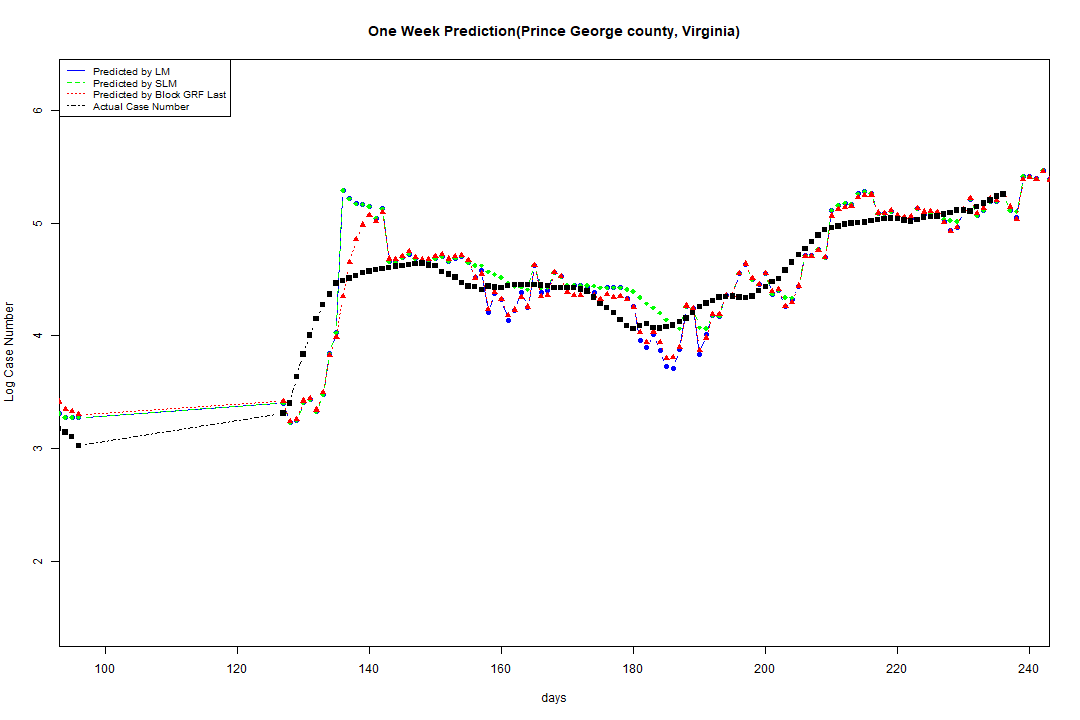 One Week Prediction(Prince George county, Virginia)
Predicted by LM
Predicted by SLM
Predicted by Block GRF Last
Actual Case Number
Log Case Number
6
5
4
3
2
100 120 140 160 180 200 220 240
days